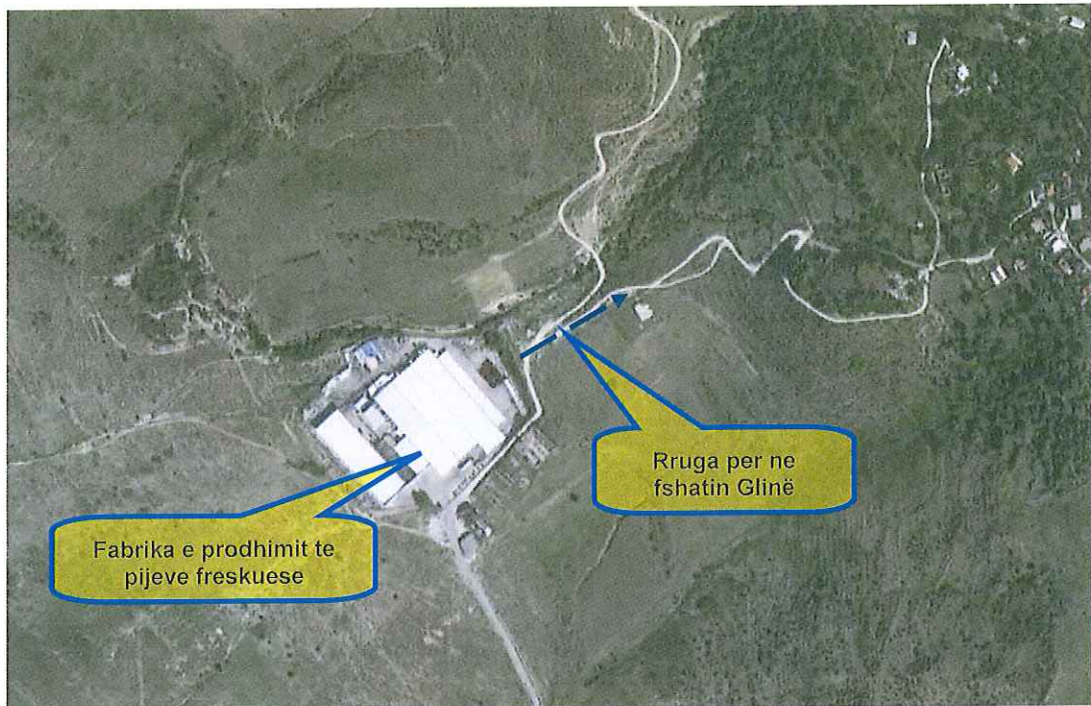 Rruga per ne
fshatin Glinë
Fabrika e prodhimit te
pijeve freskuese